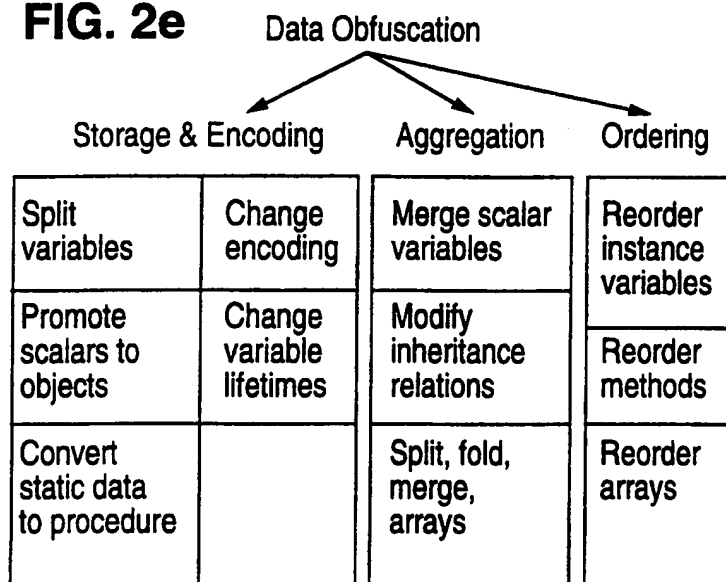 FIG. 2e
Data Obfuscation
Storage & Encoding
Aggregation
Ordering
Split
variables
Change
encoding
Merge scalar
variables
Reorder
instance
variables
Promote
scalars to
objects
Change
variable
lifetimes
Modify
inheritance
relations
Reorder
methods
Convert
static data
to procedure
Split, fold,
merge,
arrays
Reorder
arrays